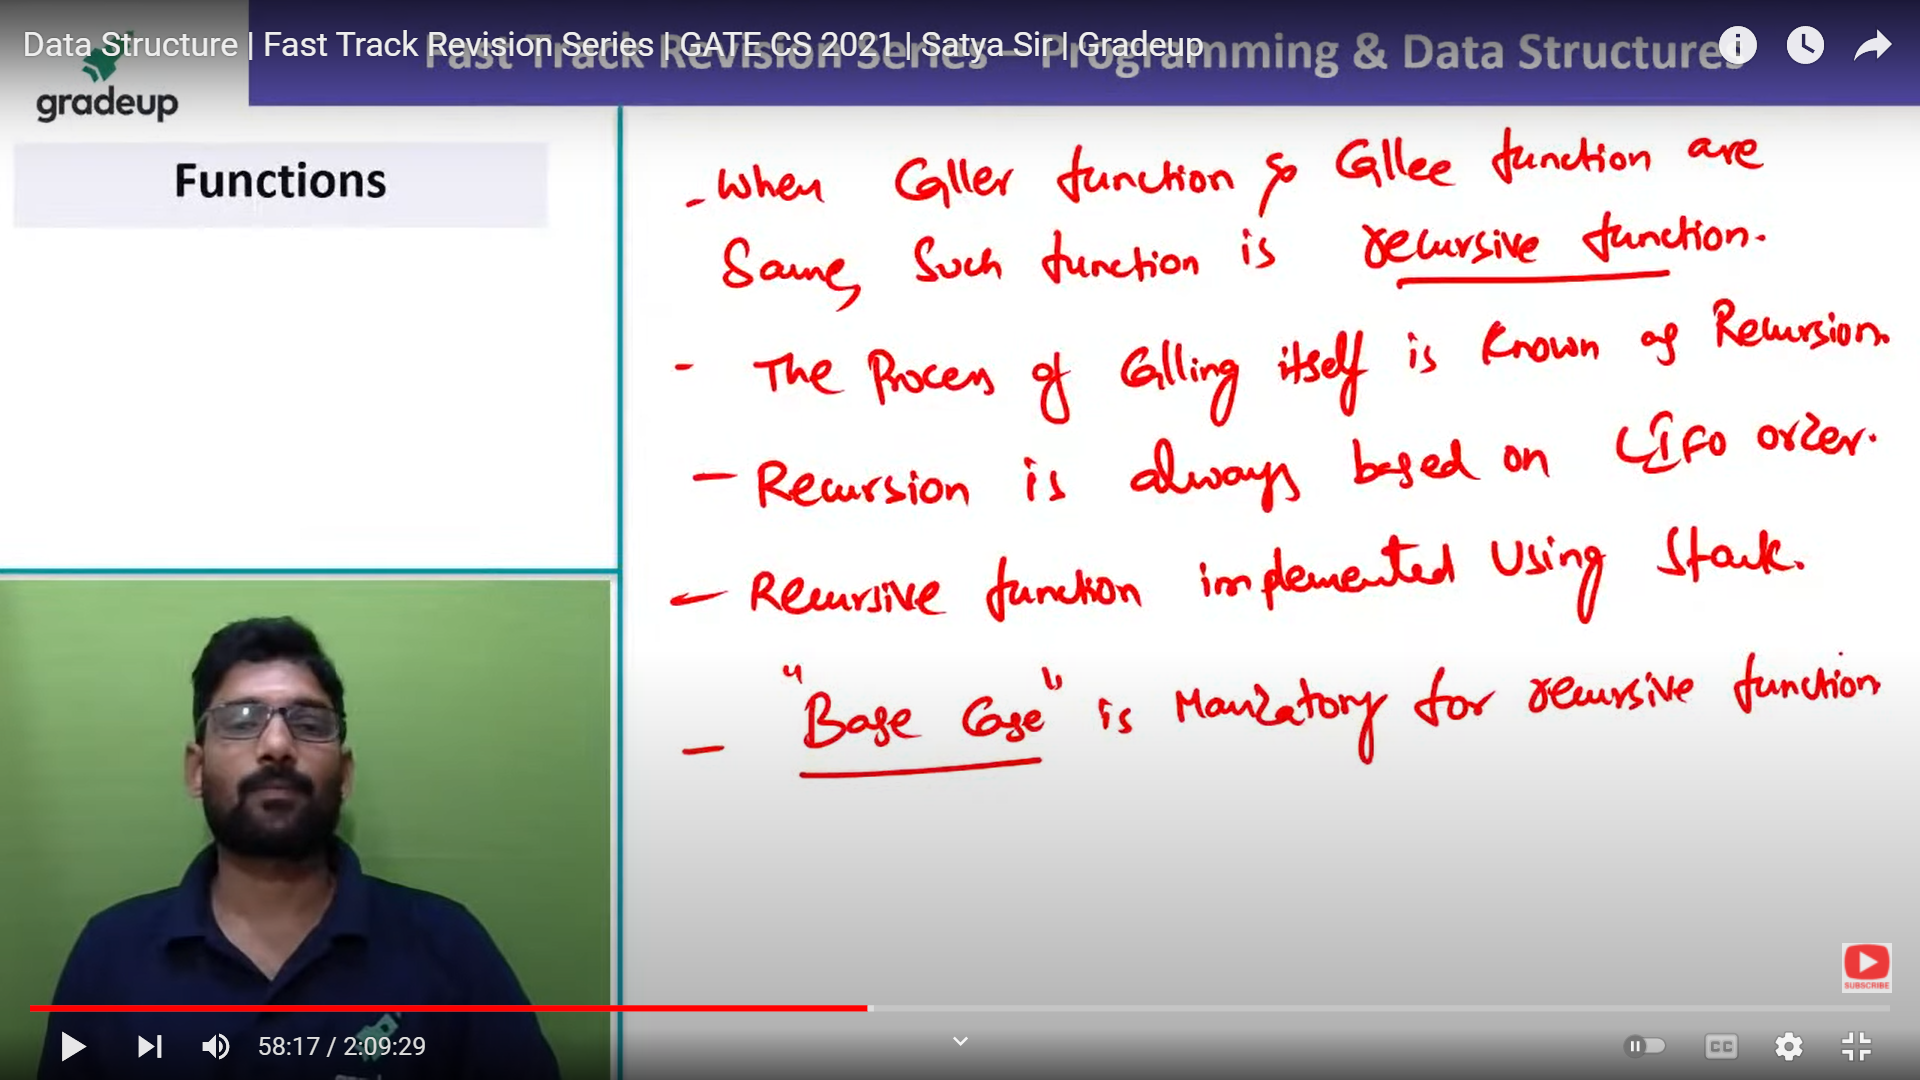 Data Structure | Fast Track Revision Series | GATE CS 2021 | Satya Sir | Gradeup
Fast Track Revision Series - Programming & Data Structures
gradeup
Functions
- When Caller function & Callee function are
Same, Such function is recursive function.
- The Process of Calling itself is Known as Recursion.
- Recursion is always based on LIFO order.
- Recursive function implemented Using Stack.
- "Base Case" is Mandatory for recursive function
SUBSCRIBE
58:17 / 2:09:29
CC